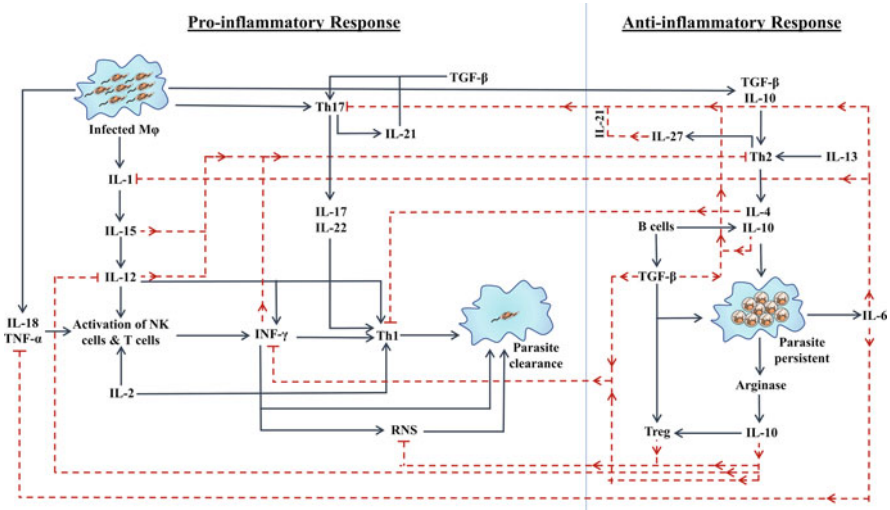 Pro-inflammatory Response
Anti-inflammatory Response
TGF-β
TGF-β
IL-10
Th17
Infected Mφ
IL-21
IL-21
IL-27
Th2
IL-13
IL-1
IL-17
IL-22
IL-4
IL-10
IL-15
B cells
IL-12
TGF-β
IL-18
TNF-α
Activation of NK
cells & T cells
INF-γ
Th1
Parasite
clearance
Parasite
persistent
IL-6
IL-2
Arginase
RNS
Treg
IL-10